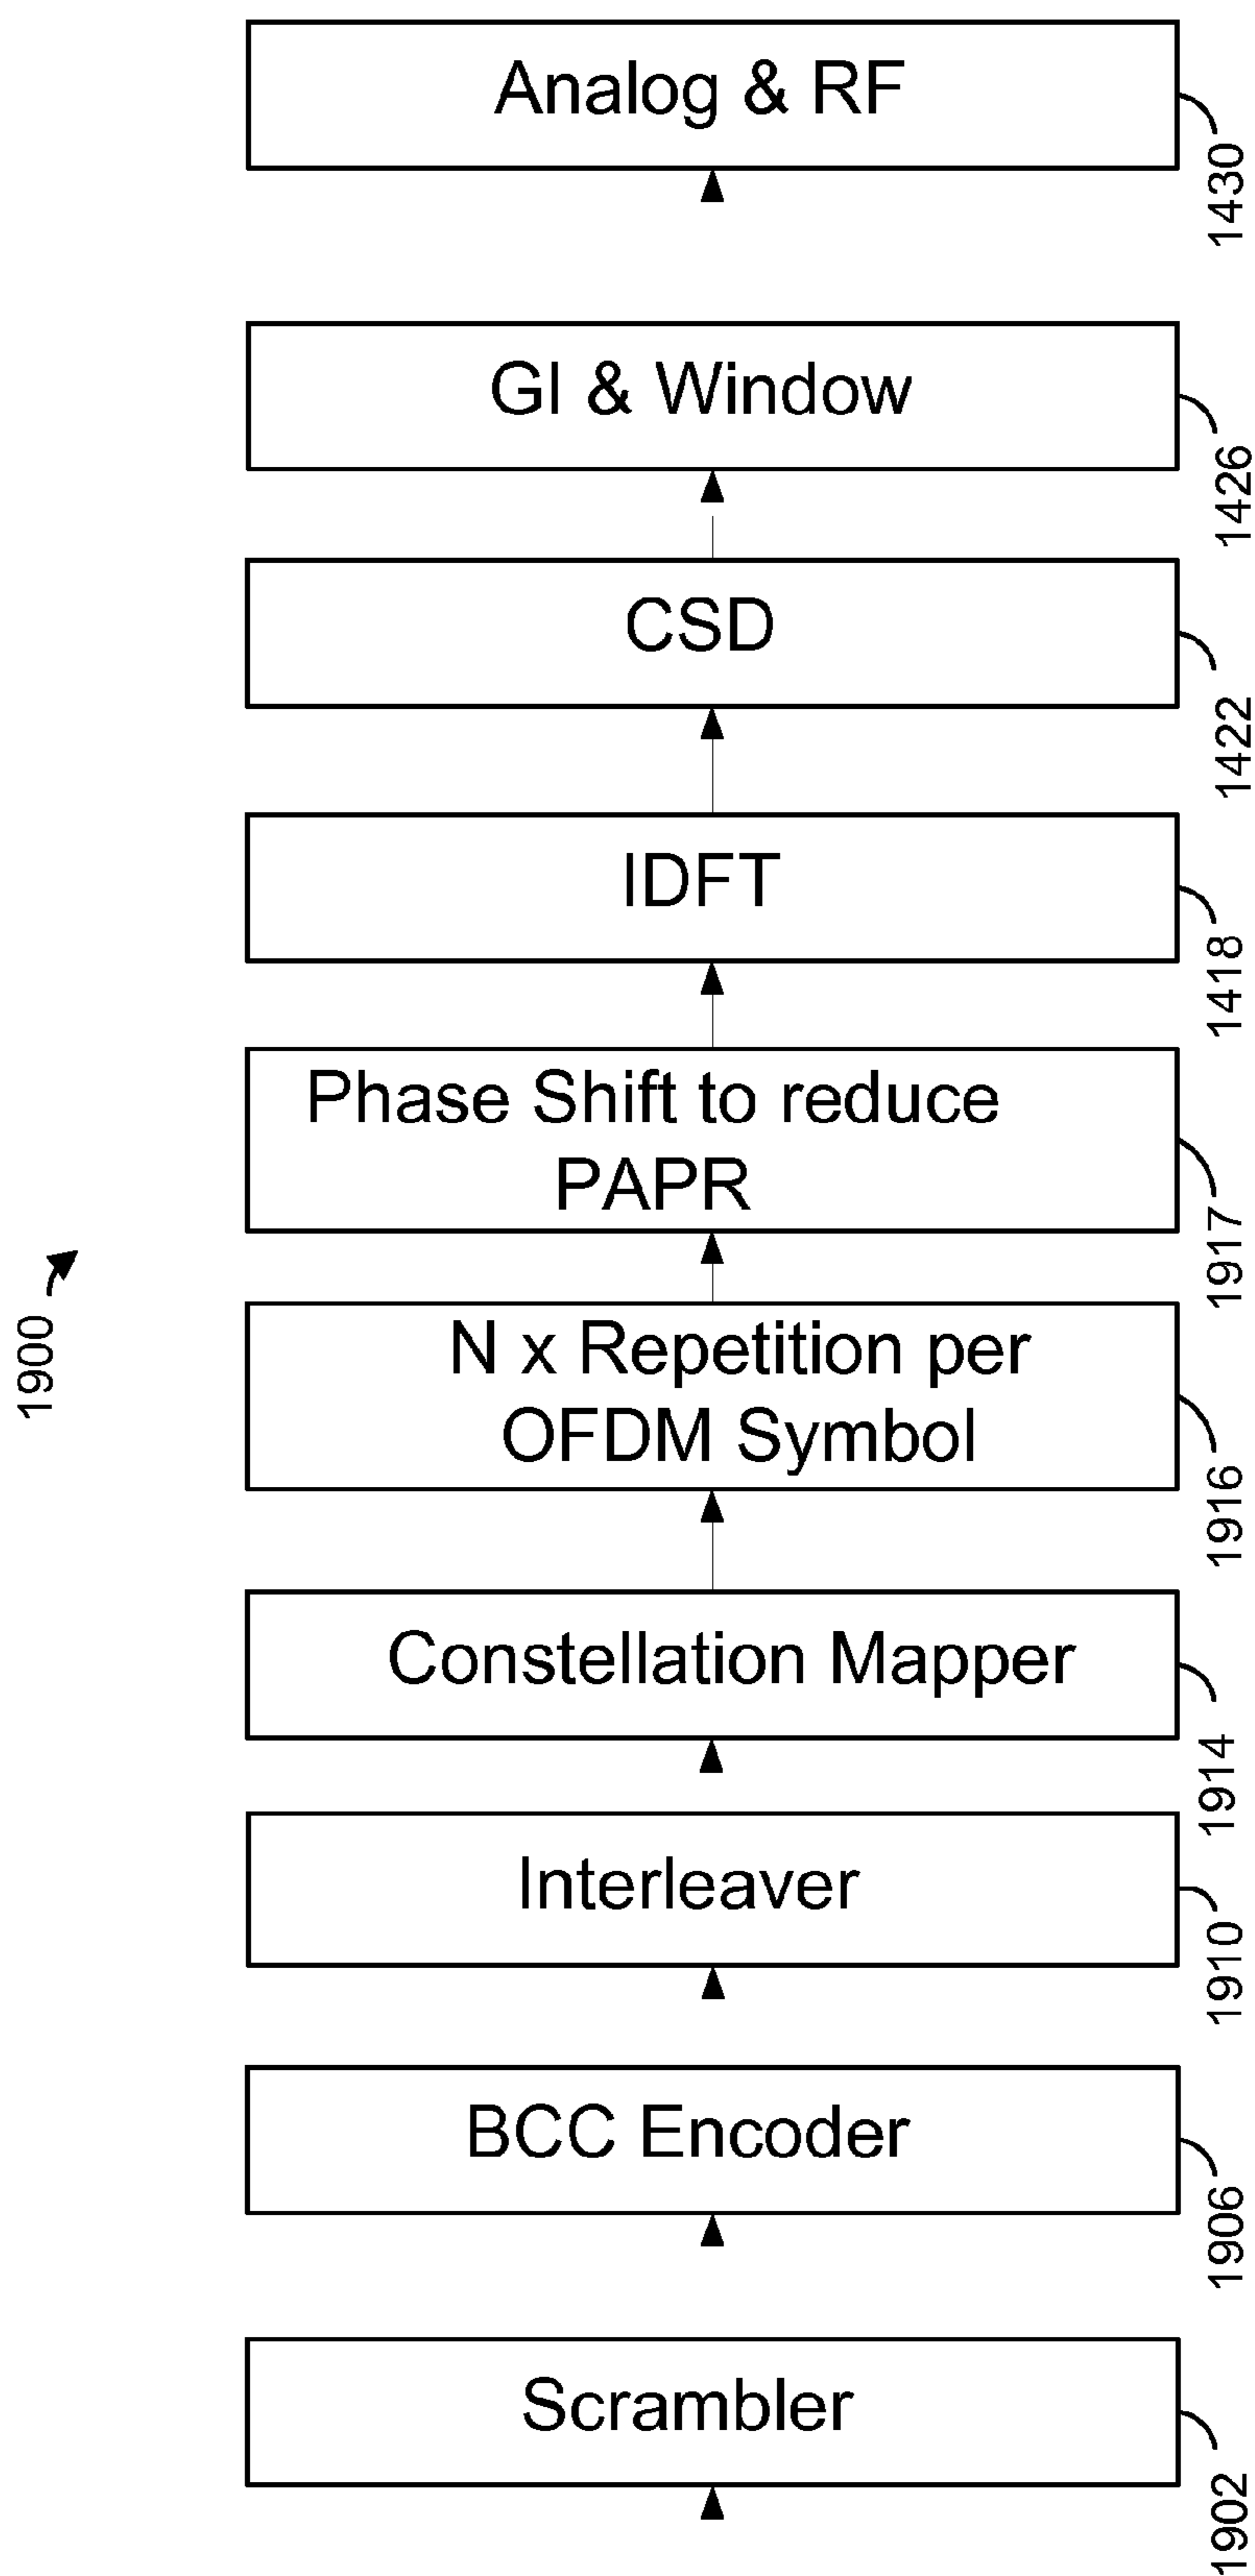 Analog & RF
1430
GI & Window
1426
CSD
1422
IDFT
1418
Phase Shift to reduce
PAPR
1917
1900
N x Repetition per
OFDM Symbol
1916
Constellation Mapper
1914
Interleaver
1910
BCC Encoder
1906
Scrambler
1902